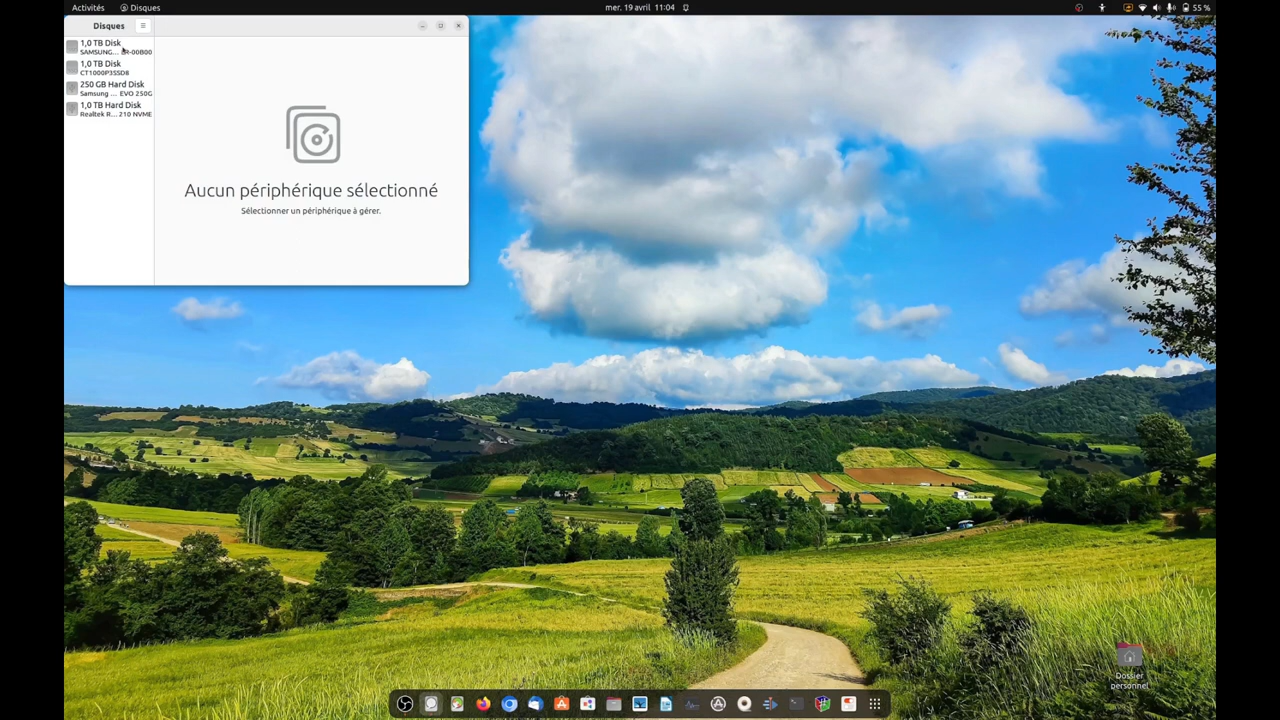 Activités
Disques
mer. 19 avril 11:04
55 %
Disques
1,0 TB Disk
SAMSUNG... ...R-00B00
1,0 TB Disk
CT1000P3SSD8
250 GB Hard Disk
Samsung ... EVO 250G
1,0 TB Hard Disk
Realtek R... 210 NVME
Aucun périphérique sélectionné
Sélectionner un périphérique à gérer.
Dossier
personnel